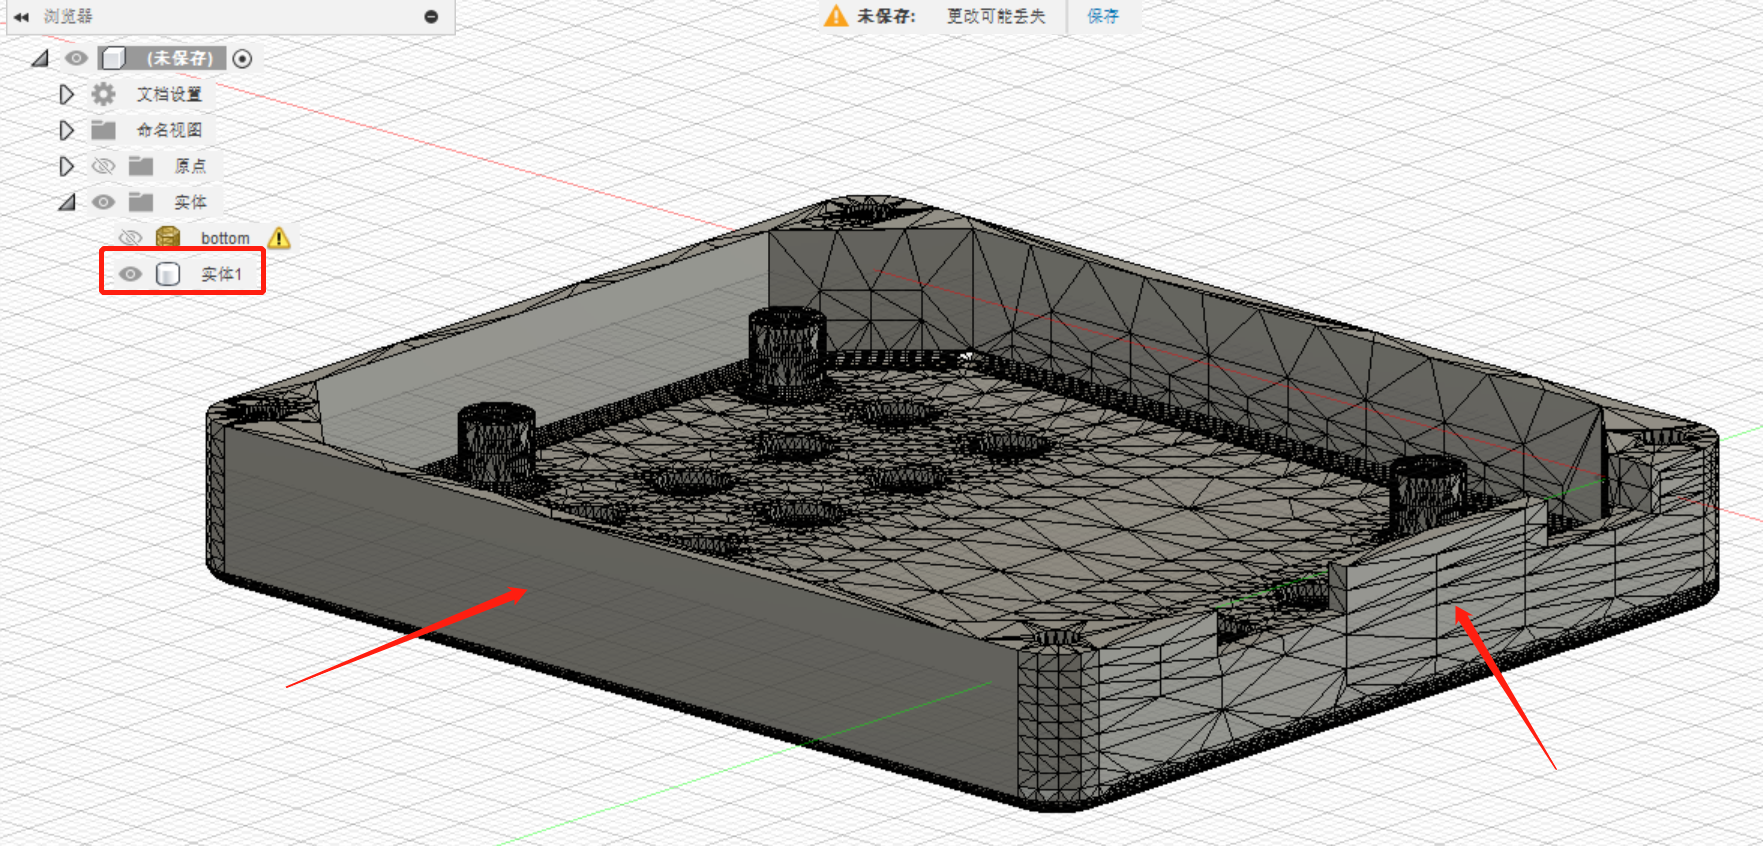 浏览器
未保存: 更改可能丢失 保存
(未保存)
文档设置
命名视图
原点
实体
bottom
实体1